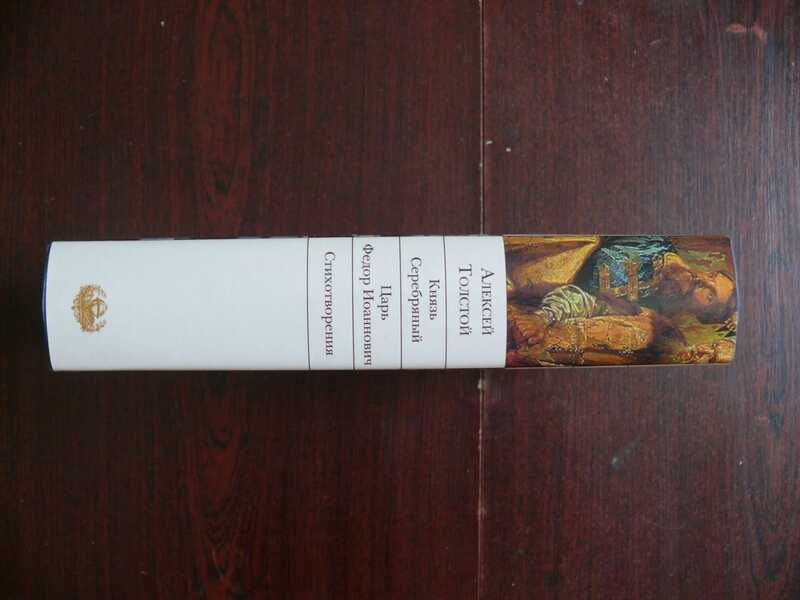 Алексей
Толстой
Князь
Серебряный
Царь
Федор Иоаннович
Стихотворения